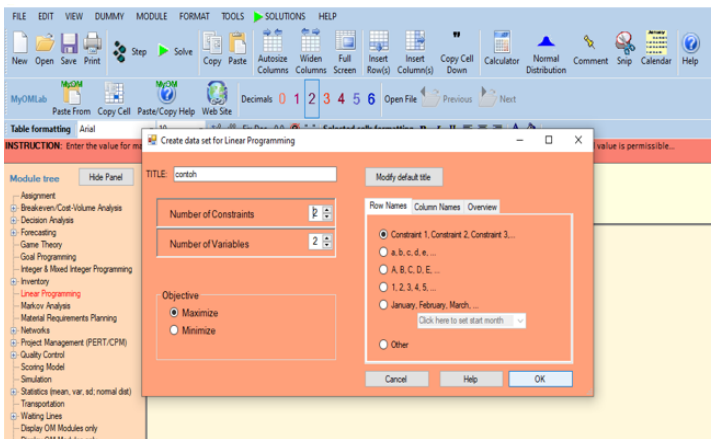 FILE EDIT VIEW DUMMY MODULE FORMAT TOOLS SOLUTIONS HELP
New Open Save Print Step Solve Copy Paste Autosize Columns Widen Columns Full Screen Insert Row(s) Insert Column(s) Copy Cell Down Calculator Normal Distribution Comment Snip Calendar Help
January
MyOMLab MyOM Paste From Copy Cell MyOM Paste/Copy Help Web Site Decimals 0 1 2 3 4 5 6 Open File Previous Next
Table formatting Arial
INSTRUCTION: Enter the value for
l value is permissible...
Create data set for Linear Programming
Module tree Hide Panel
Assignment
Breakeven/Cost-Volume Analysis
Decision Analysis
Forecasting
Game Theory
Goal Programming
Integer & Mixed Integer Programming
Inventory
Linear Programming
Markov Analysis
Material Requirements Planning
Networks
Project Management (PERT/CPM)
Quality Control
Scoring Model
Simulation
Statistics (mean, var, sd; normal dist)
Transportation
Waiting Lines
Display OM Modules only
TITLE: contoh
Modify default title
Number of Constraints 2
Number of Variables 2
Objective
Maximize
Minimize
Row Names Column Names Overview
Constraint 1, Constraint 2, Constraint 3,...
a, b, c, d, e, ...
A, B, C, D, E, ...
1, 2, 3, 4, 5, ...
January, February, March, ...
Click here to set start month
Other
Cancel Help OK